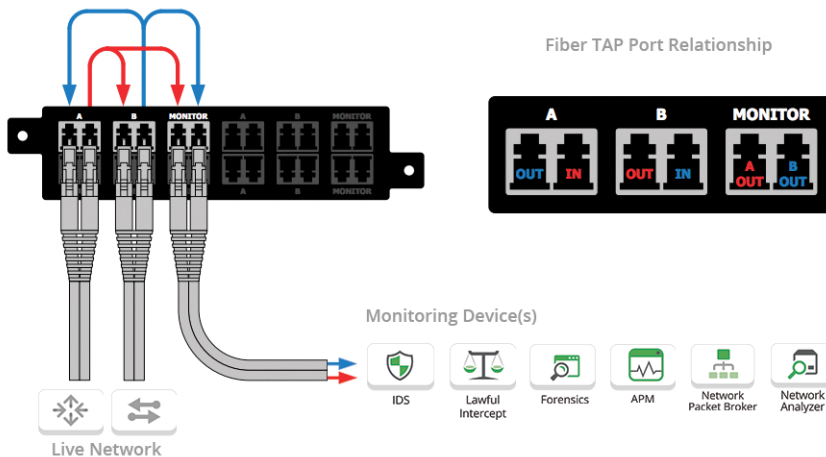 Fiber TAP Port Relationship
A B MONITOR A B MONITOR
A B MONITOR
A B MONITOR
OUT IN OUT IN A OUT B OUT
Monitoring Device(s)
IDS
Lawful
Intercept
Forensics
APM
Network
Packet Broker
Network
Analyzer
Live Network